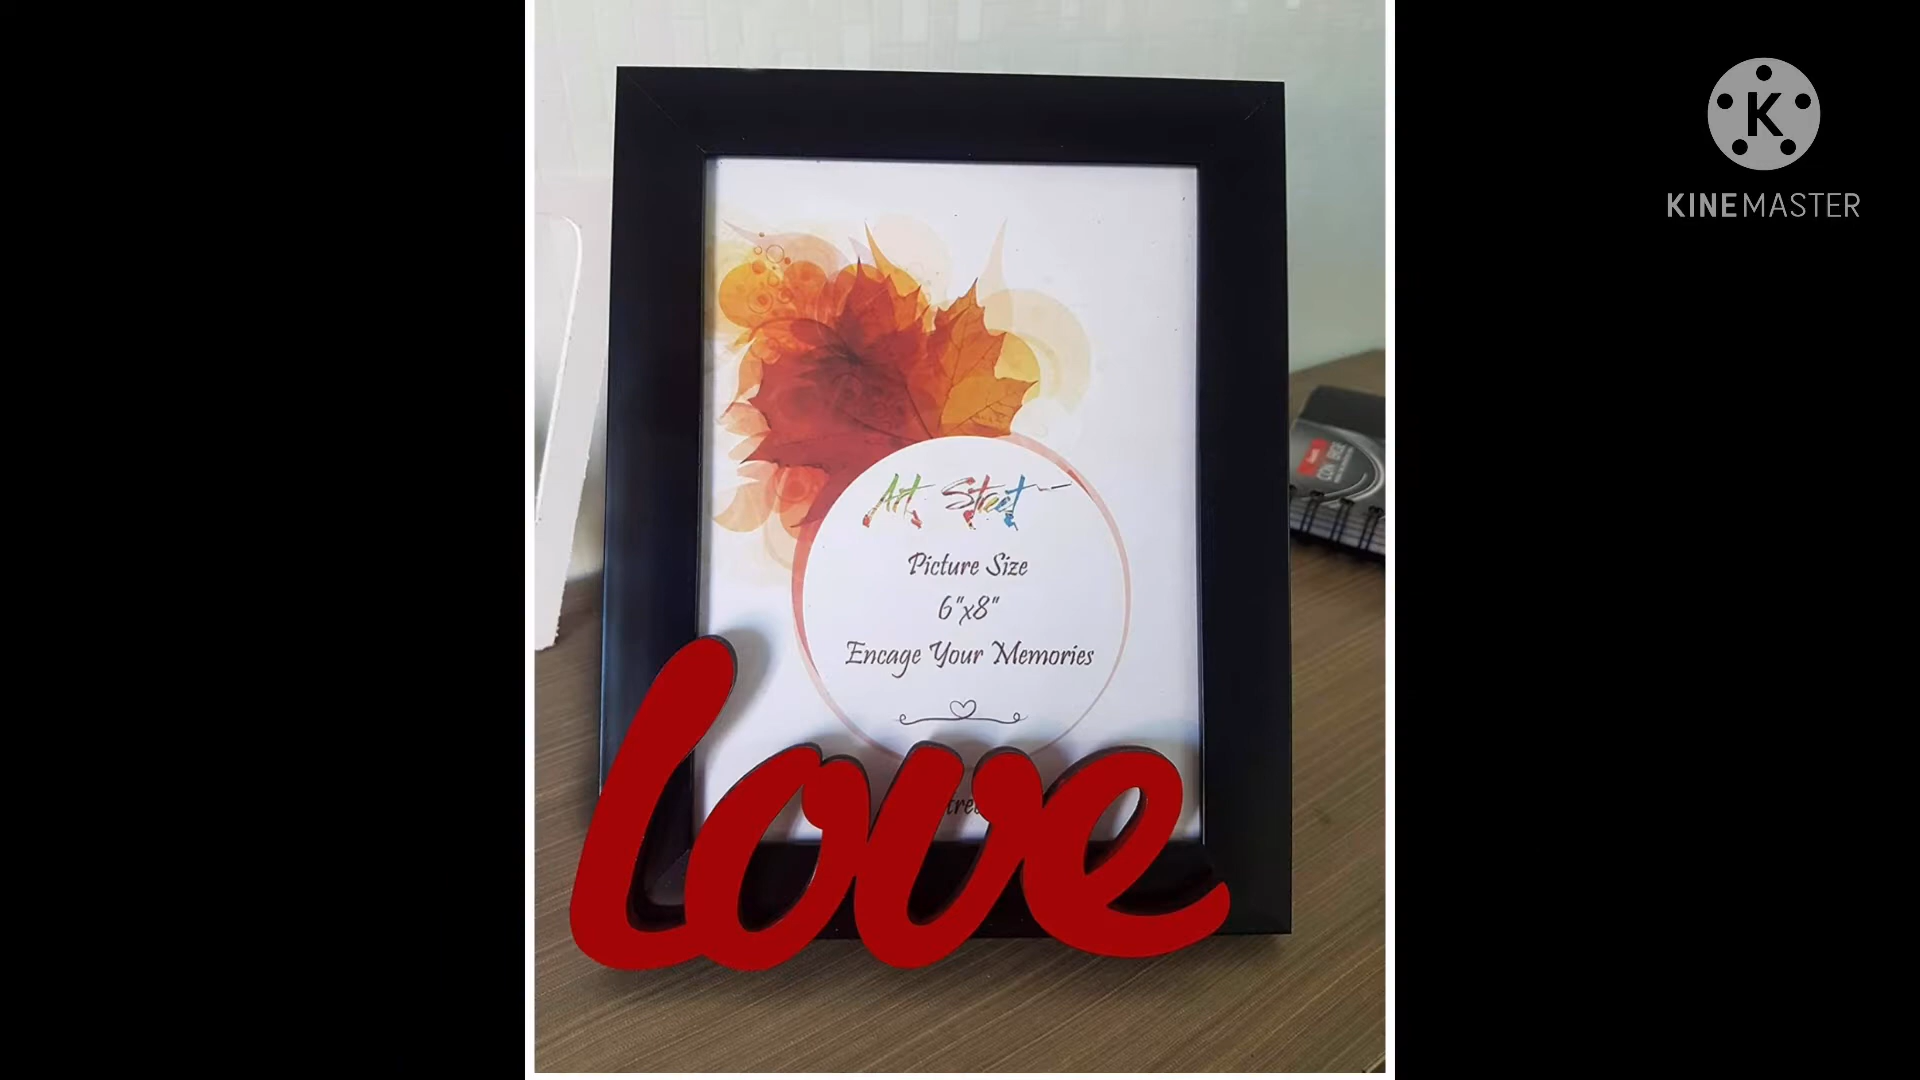 K
KINEMASTER
Art Street
Picture Size
6"x8"
Encage Your Memories
love